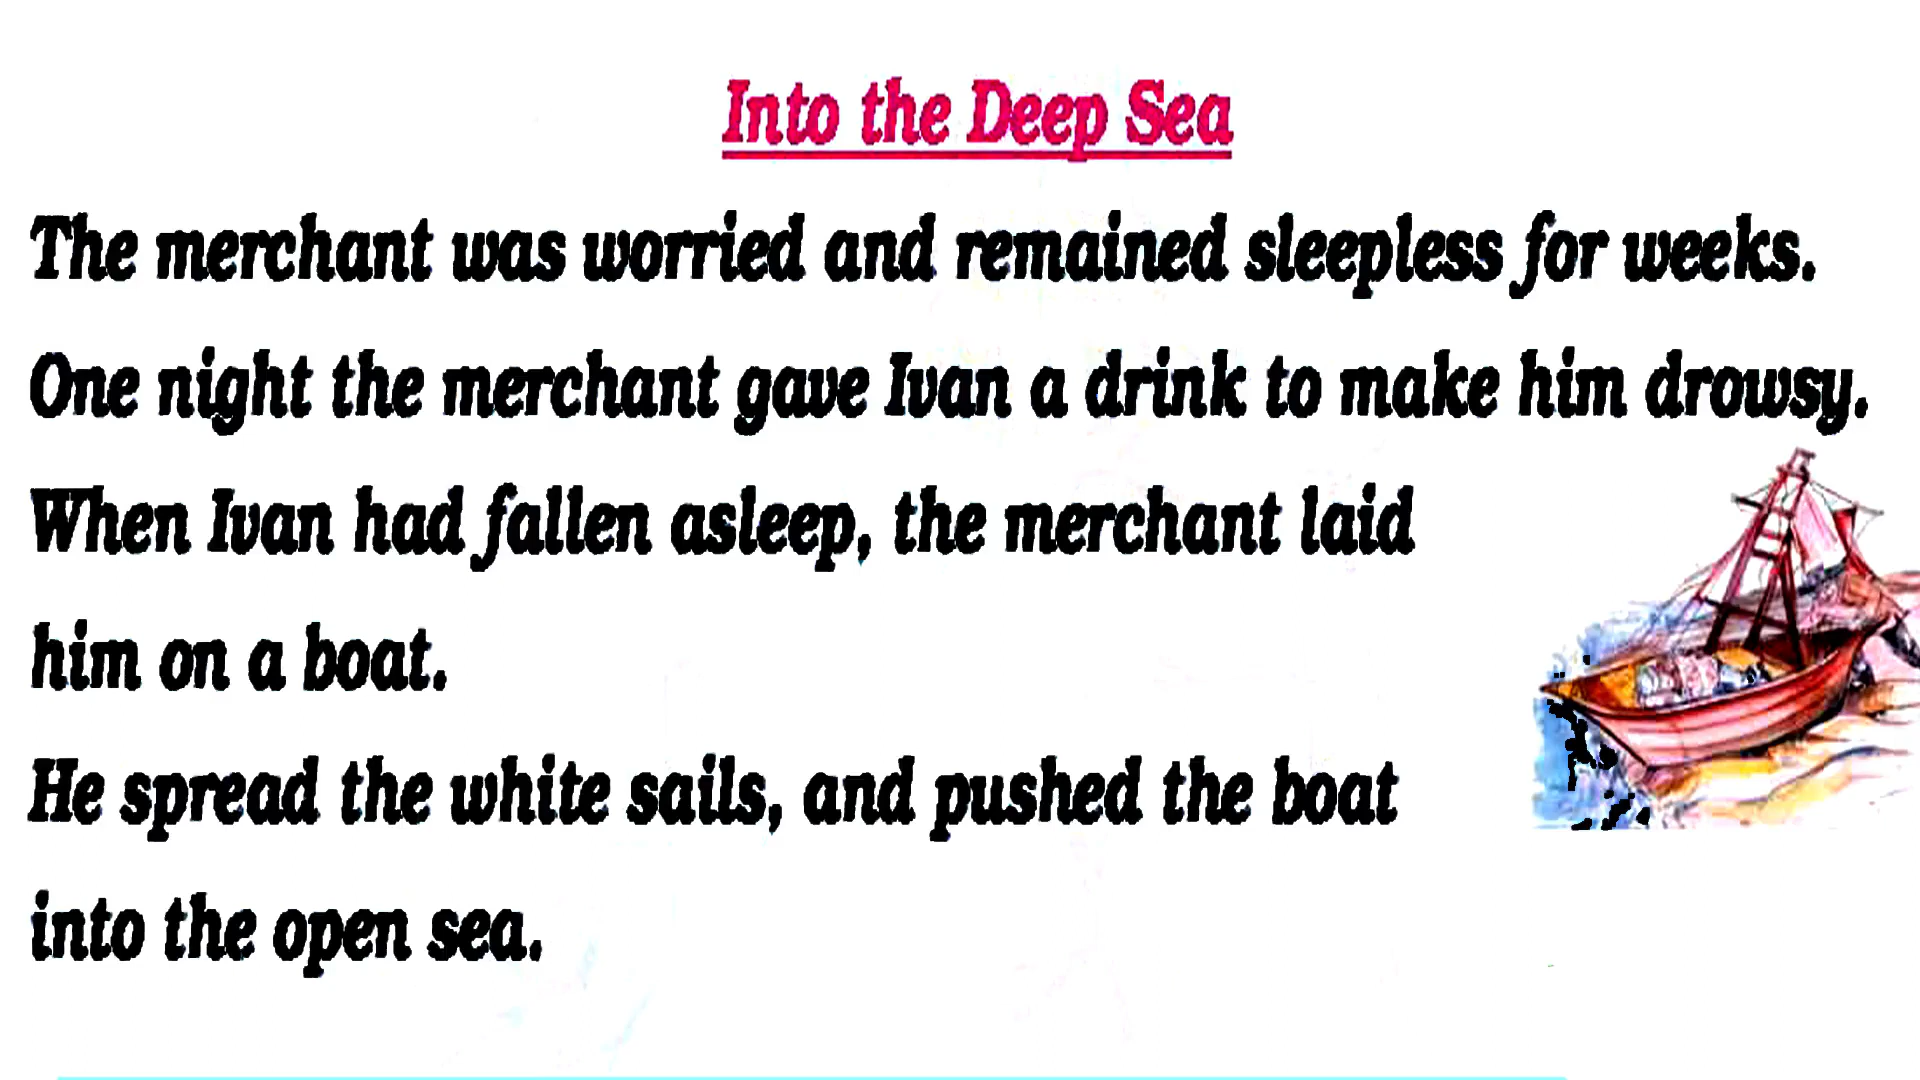 Into the Deep Sea
The merchant was worried and remained sleepless for weeks.
One night the merchant gave Ivan a drink to make him drowsy.
When Ivan had fallen asleep, the merchant laid
him on a boat.
He spread the white sails, and pushed the boat
into the open sea.